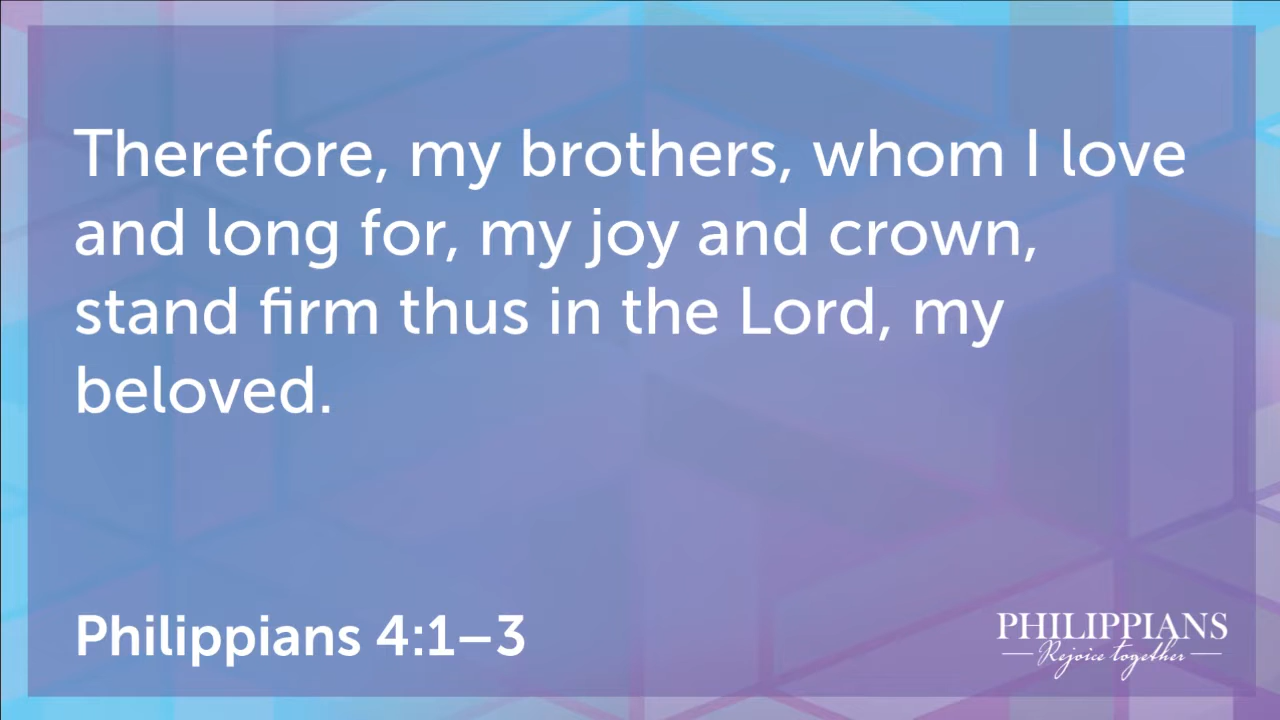 Therefore, my brothers, whom I love
and long for, my joy and crown,
stand firm thus in the Lord, my
beloved.
Philippians 4:1–3
PHILIPPIANS
Rejoice together